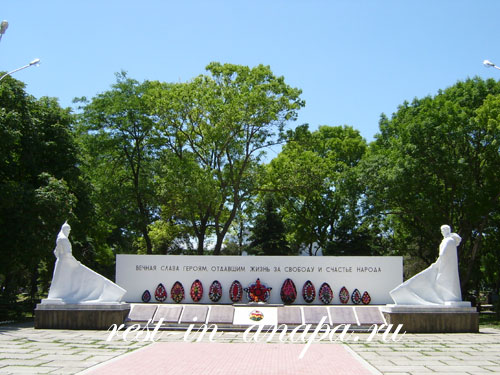 ВЕЧНАЯ СЛАВА ГЕРОЯМ, ОТДАВШИМ ЖИЗНЬ ЗА СВОБОДУ И СЧАСТЬЕ НАРОДА
rest in anapa.ru